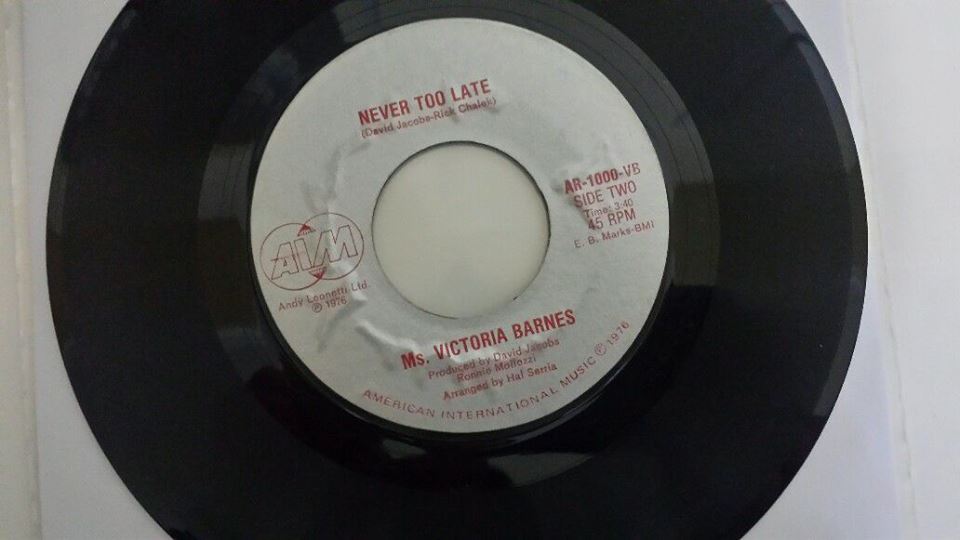 NEVER TOO LATE
(David Jacobs-Rick Chaleki)
AR-1000-VB
SIDE TWO
Time: 3:40
45 RPM
E. B. Marks-BMI
AIM
Andy Leonetti Ltd.
℗ 1976
Ms. VICTORIA BARNES
Produced by David Jacobs
Ronnie
Arranged by Hal Serria
AMERICAN INTERNATIONAL MUSIC ℗ 1976